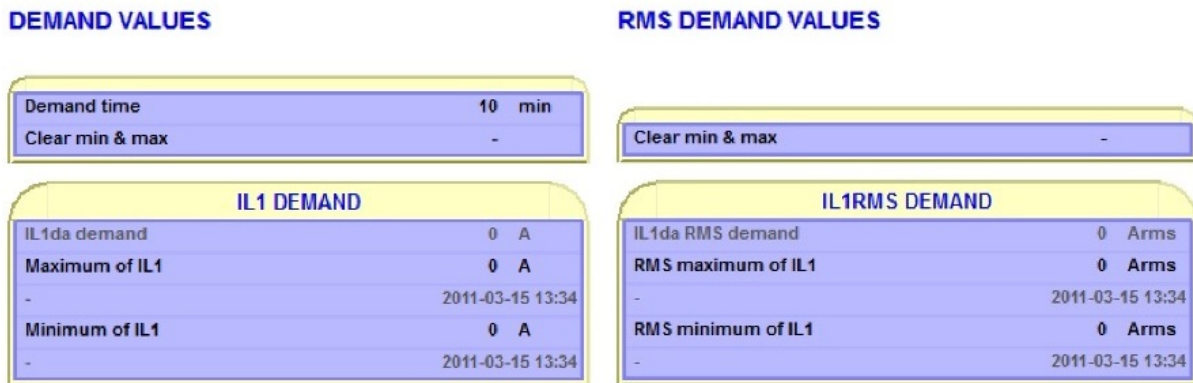 DEMAND VALUES
Demand time 10 min
Clear min & max -
IL1 DEMAND
IL1da demand 0 A
Maximum of IL1 0 A
- 2011-03-15 13:34
Minimum of IL1 0 A
- 2011-03-15 13:34
RMS DEMAND VALUES
Clear min & max -
IL1RMS DEMAND
IL1da RMS demand 0 Arms
RMS maximum of IL1 0 Arms
- 2011-03-15 13:34
RMS minimum of IL1 0 Arms
- 2011-03-15 13:34